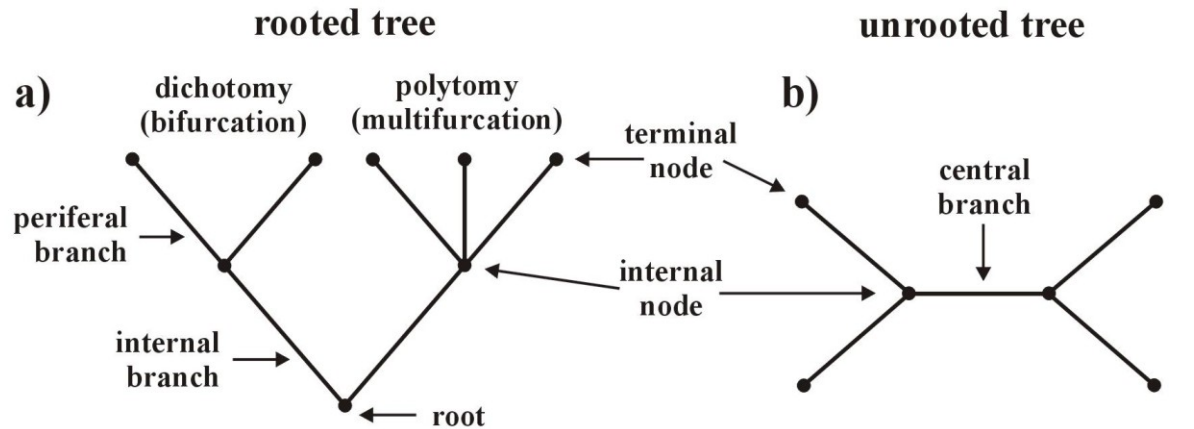 rooted tree
unrooted tree
a)
dichotomy
(bifurcation)
polytomy
(multifurcation)
b)
terminal
node
central
branch
periferal
branch
internal
node
internal
branch
root